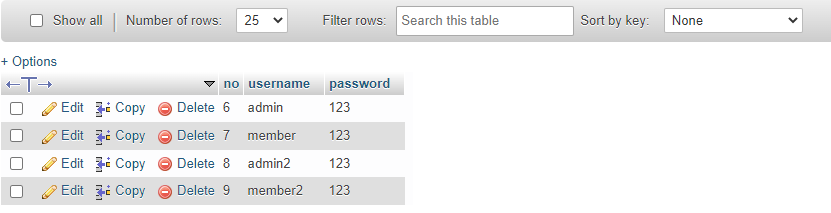 Show all Number of rows: 25 Filter rows: Search this table Sort by key: None
+ Options
no username password
Edit Copy Delete 6 admin 123
Edit Copy Delete 7 member 123
Edit Copy Delete 8 admin2 123
Edit Copy Delete 9 member2 123